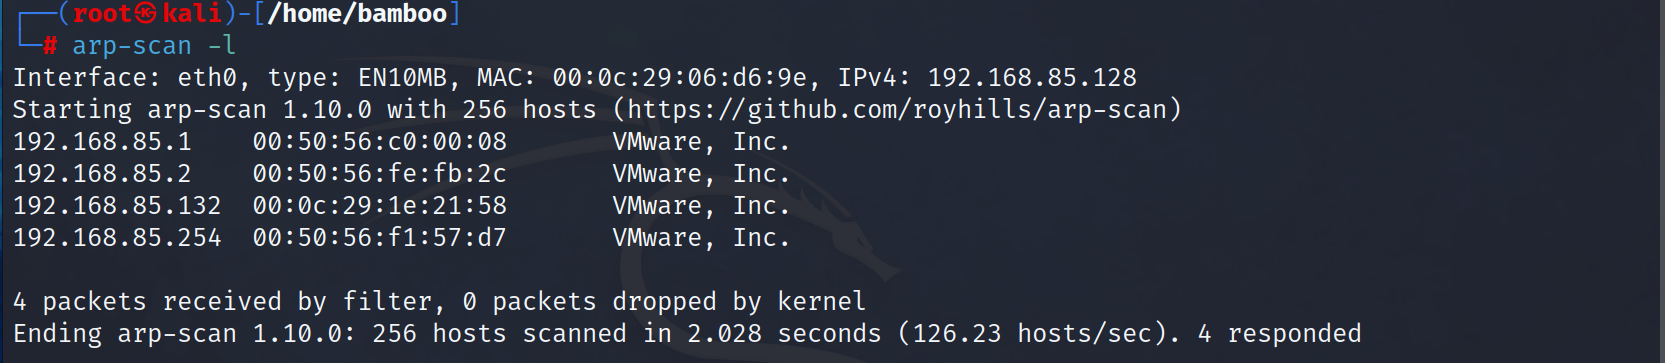 ┌──(root㉿kali)-[/home/bamboo]
└─# arp-scan -l
Interface: eth0, type: EN10MB, MAC: 00:0c:29:06:d6:9e, IPv4: 192.168.85.128
Starting arp-scan 1.10.0 with 256 hosts (https://github.com/royhills/arp-scan)
192.168.85.1    00:50:56:c0:00:08       VMware, Inc.
192.168.85.2    00:50:56:fe:fb:2c       VMware, Inc.
192.168.85.132  00:0c:29:1e:21:58       VMware, Inc.
192.168.85.254  00:50:56:f1:57:d7       VMware, Inc.
4 packets received by filter, 0 packets dropped by kernel
Ending arp-scan 1.10.0: 256 hosts scanned in 2.028 seconds (126.23 hosts/sec). 4 responded